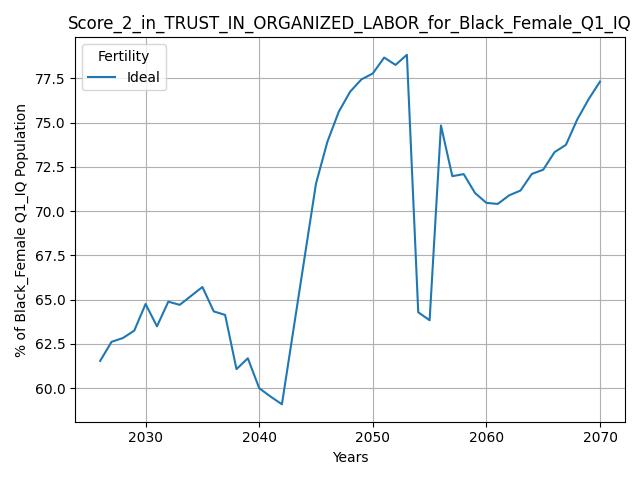 Score_2_in_TRUST_IN_ORGANIZED_LABOR_for_Black_Female_Q1_IQ
Fertility
Ideal
77.5
75.0
72.5
70.0
67.5
65.0
62.5
60.0
% of Black_Female Q1_IQ Population
2030
2040
2050
2060
2070
Years